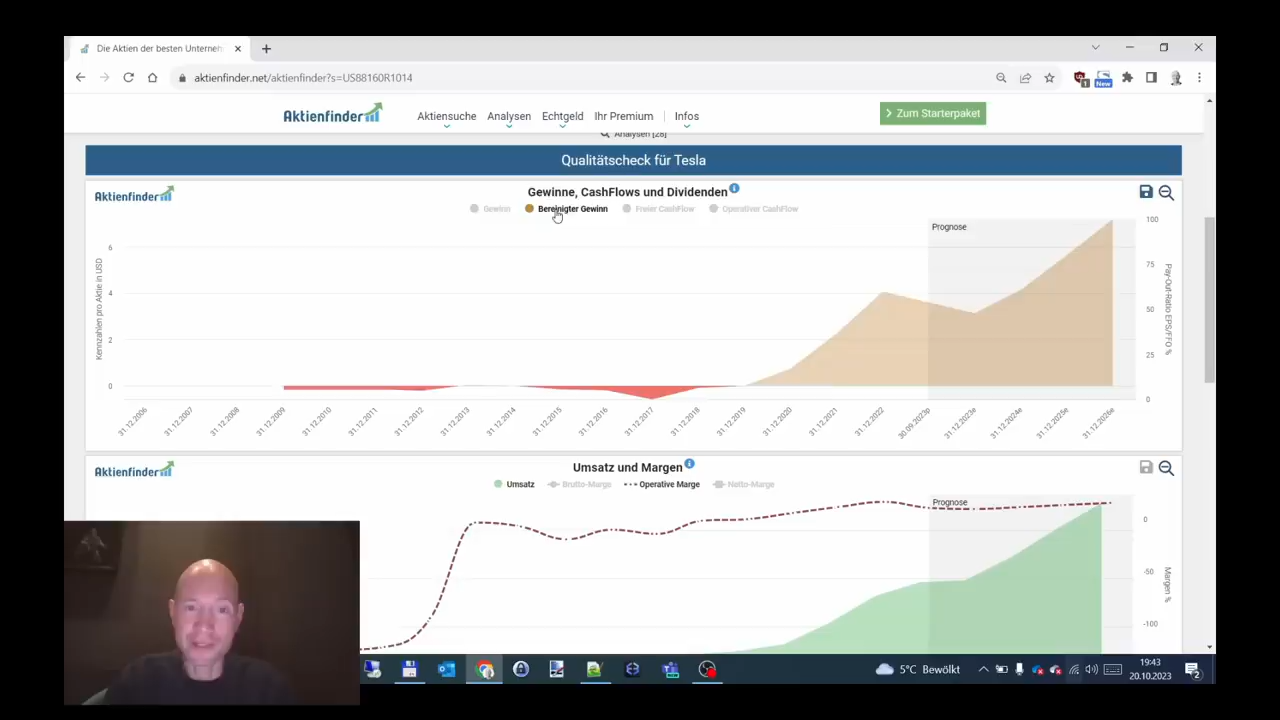 Die Aktien der besten Unterneh
aktienfinder.net/aktienfinder?s=US88160R1014
1
New
Aktienfinder
Aktiensuche
Analysen
Echtgeld
Ihr Premium
Infos
Zum Starterpaket
Analysen [28]
Qualitätscheck für Tesla
Aktienfinder
Gewinne, CashFlows und Dividenden
Gewinn
Bereinigter Gewinn
Freier CashFlow
Operativer CashFlow
Prognose
Kennzahlen pro Aktie in USD
6
4
2
0
100
75
50
25
0
Pay-Out-Ratio EPS/FFO %
31.12.2006
31.12.2007
31.12.2008
31.12.2009
31.12.2010
31.12.2011
31.12.2012
31.12.2013
31.12.2014
31.12.2015
31.12.2016
31.12.2017
31.12.2018
31.12.2019
31.12.2020
31.12.2021
31.12.2022
30.09.2023p
31.12.2023e
31.12.2024e
31.12.2025e
31.12.2026e
Aktienfinder
Umsatz und Margen
Umsatz
Brutto-Marge
Operative Marge
Netto-Marge
Prognose
0
-50
-100
Margen %
5°C Bewölkt
19:43
20.10.2023
2